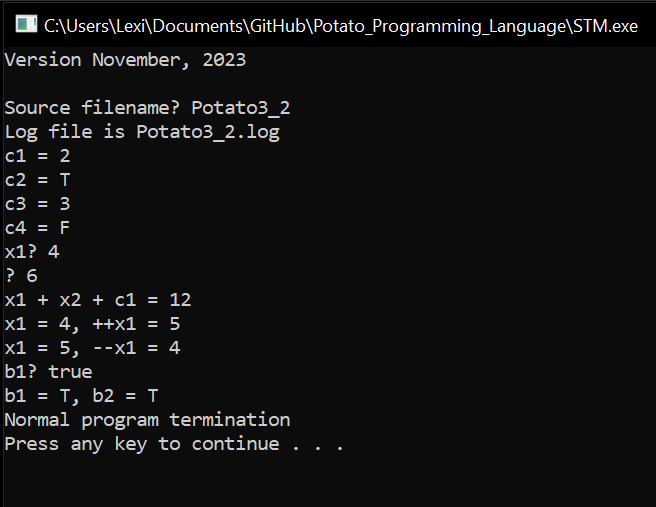 C:\Users\Lexi\Documents\GitHub\Potato_Programming_Language\STM.exe
Version November, 2023
Source filename? Potato3_2
Log file is Potato3_2.log
c1 = 2
c2 = T
c3 = 3
c4 = F
x1? 4
? 6
x1 + x2 + c1 = 12
x1 = 4, ++x1 = 5
x1 = 5, --x1 = 4
b1? true
b1 = T, b2 = T
Normal program termination
Press any key to continue . . .